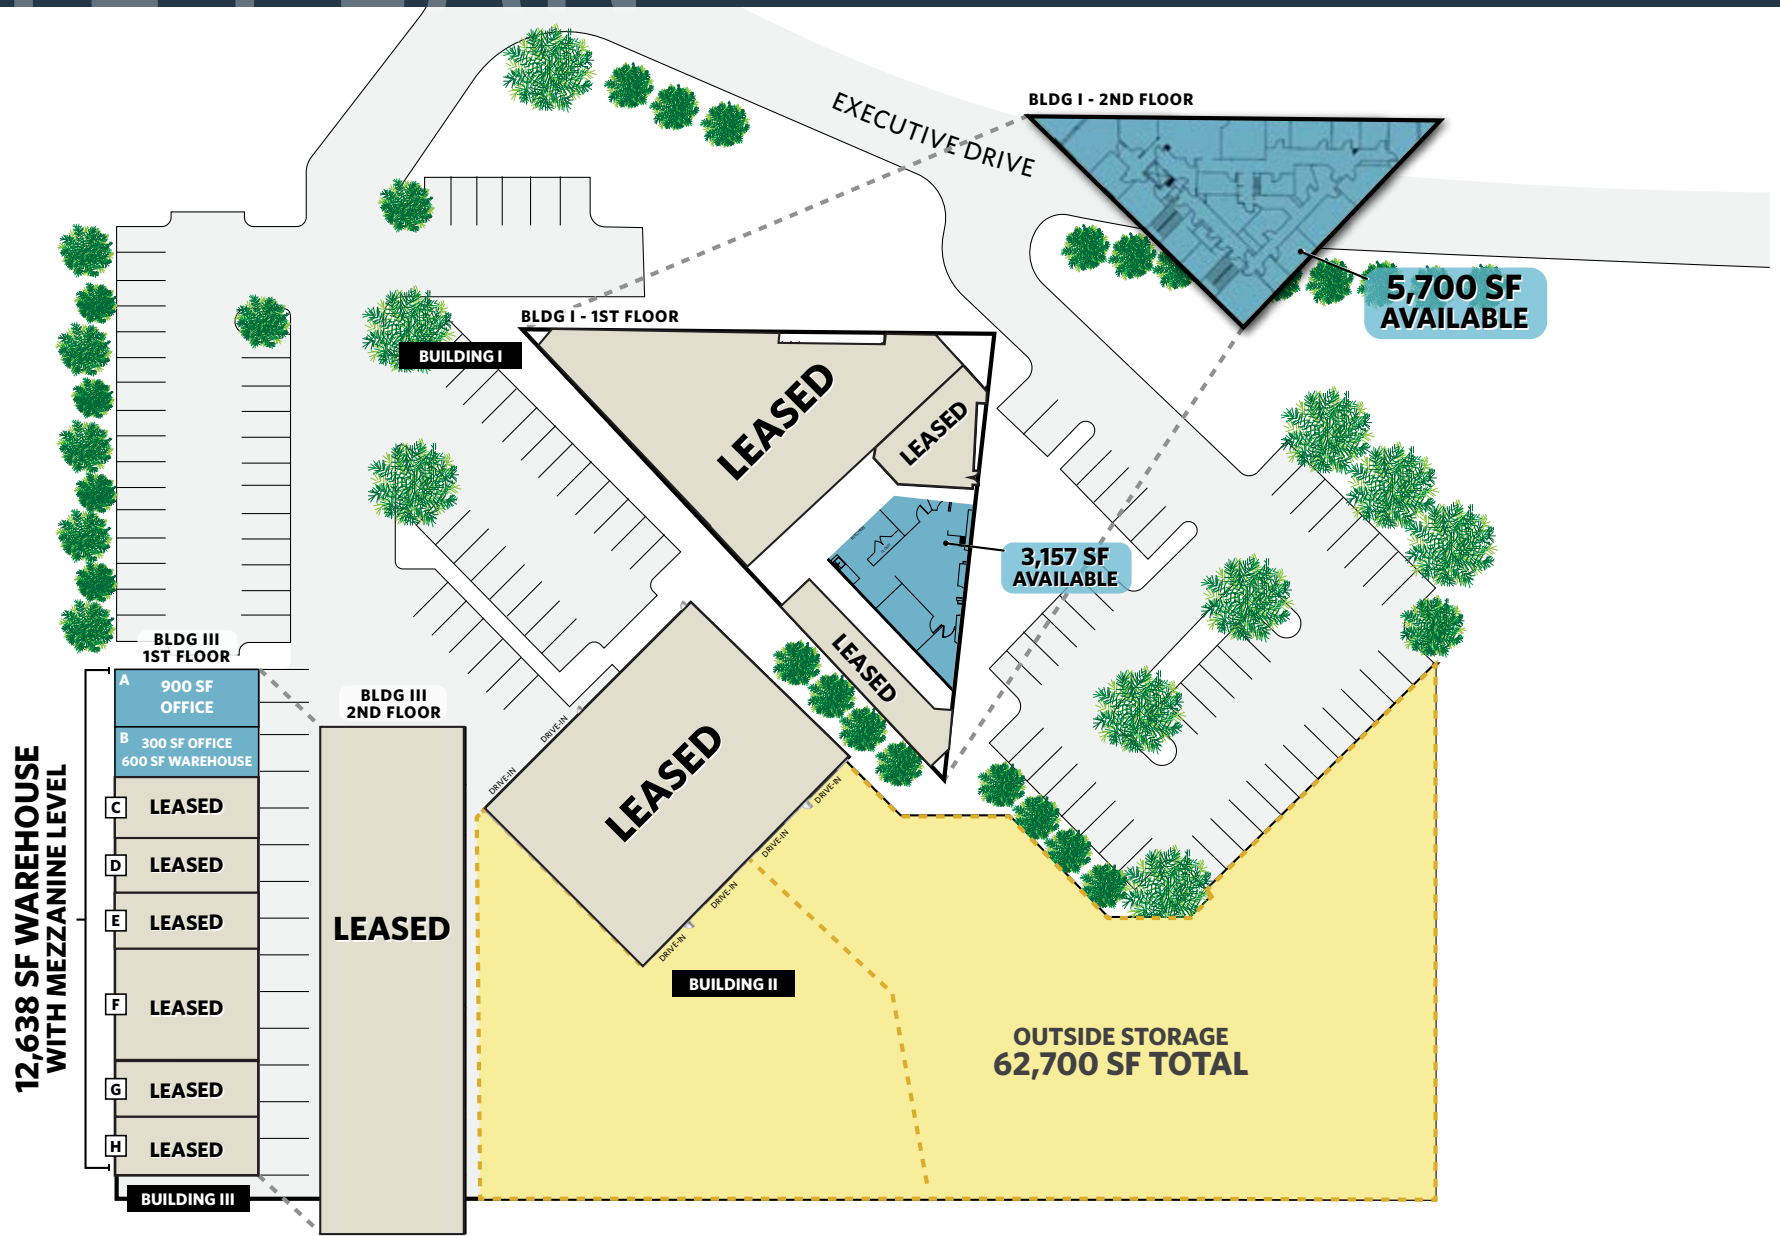 EXECUTIVE DRIVE
BLDG I - 2ND FLOOR
5,700 SF
AVAILABLE
BLDG I - 1ST FLOOR
BUILDING I
LEASED
LEASED
3,157 SF
AVAILABLE
LEASED
BLDG III
1ST FLOOR
A
900 SF
OFFICE
B
300 SF OFFICE
600 SF WAREHOUSE
C
LEASED
D
LEASED
E
LEASED
F
LEASED
G
LEASED
H
LEASED
12,638 SF WAREHOUSE
WITH MEZZANINE LEVEL
BUILDING III
BLDG III
2ND FLOOR
LEASED
DRIVE-IN
DRIVE-IN
LEASED
DRIVE-IN
DRIVE-IN
DRIVE-IN
DRIVE-IN
BUILDING II
OUTSIDE STORAGE
62,700 SF TOTAL